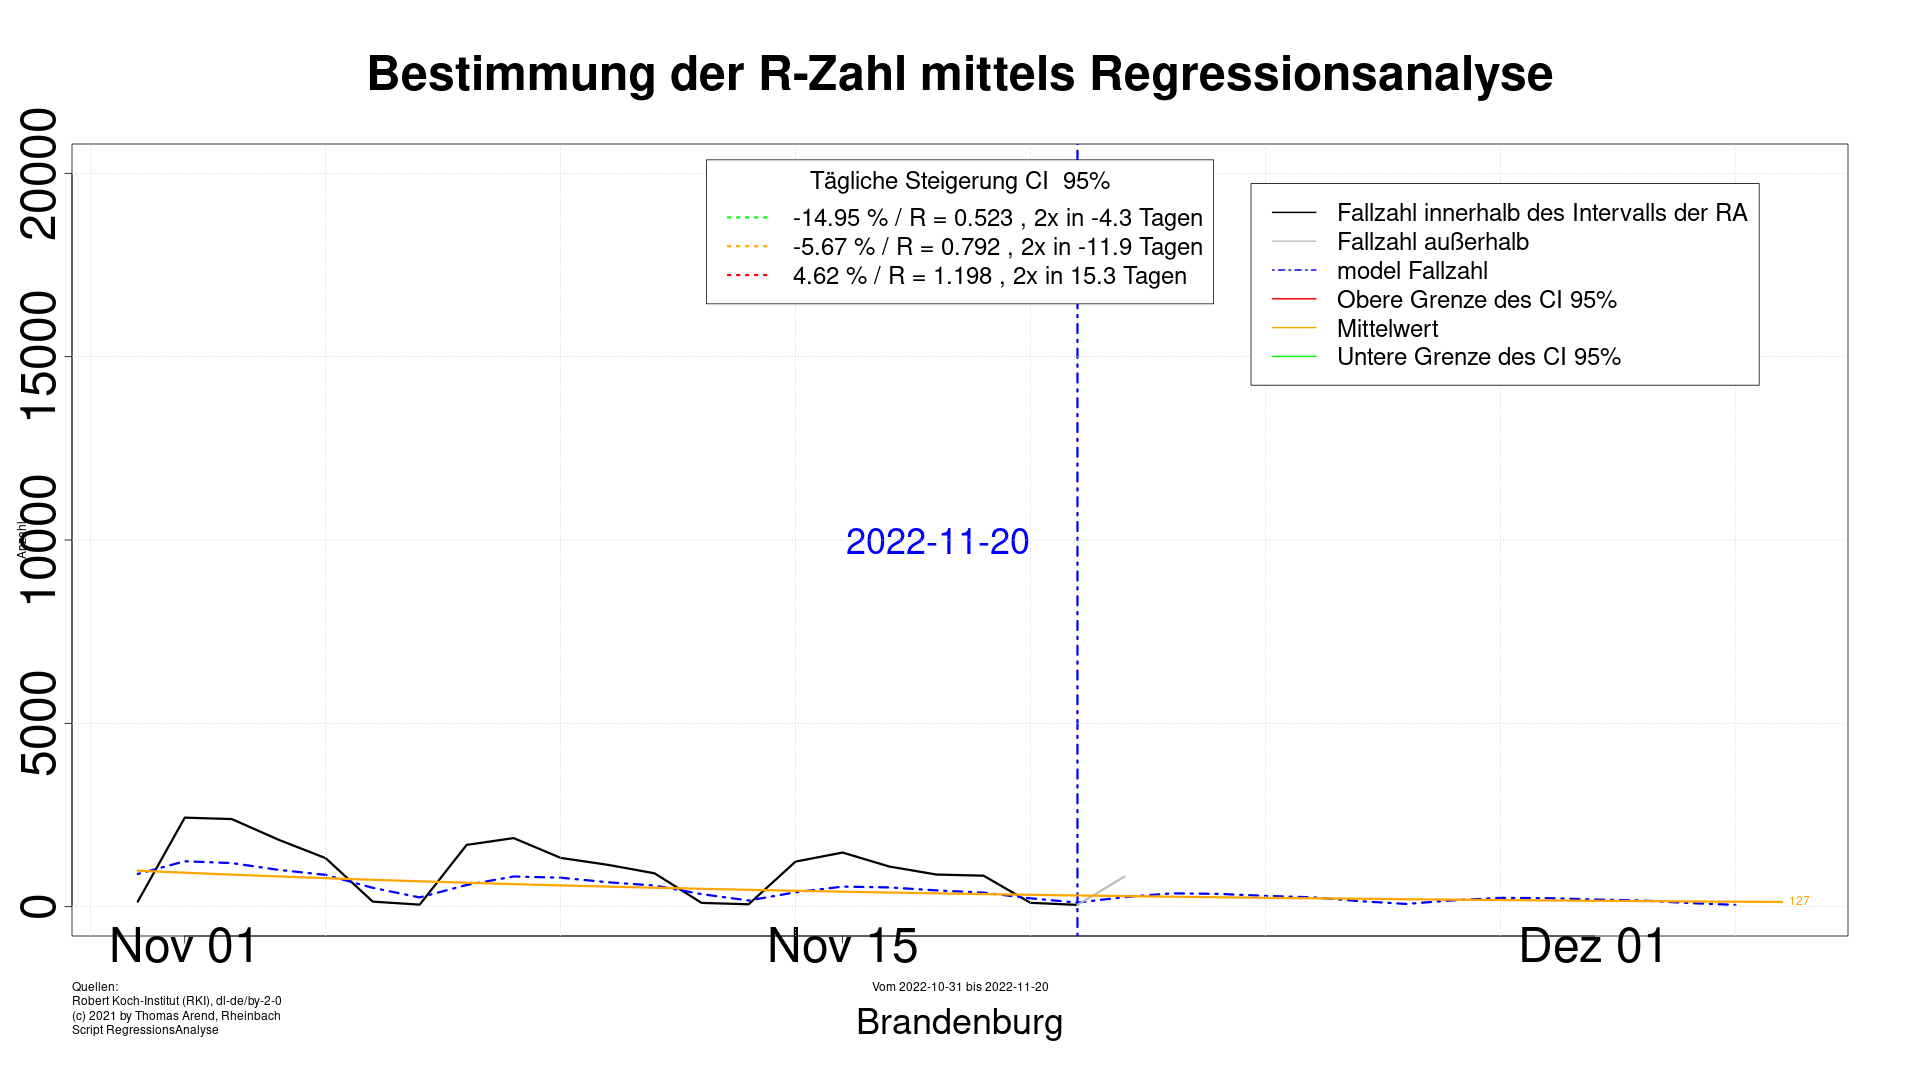 Bestimmung der R-Zahl mittels Regressionsanalyse
20000
15000
10000
5000
0
Anzahl
Tägliche Steigerung CI  95%
-14.95 % / R = 0.523 , 2x in -4.3 Tagen
-5.67 % / R = 0.792 , 2x in -11.9 Tagen
4.62 % / R = 1.198 , 2x in 15.3 Tagen
Fallzahl innerhalb des Intervalls der RA
Fallzahl außerhalb
model Fallzahl
Obere Grenze des CI 95%
Mittelwert
Untere Grenze des CI 95%
2022-11-20
127
Nov 01
Nov 15
Dez 01
Quellen:
Robert Koch-Institut (RKI), dl-de/by-2-0
(c) 2021 by Thomas Arend, Rheinbach
Script RegressionsAnalyse
Vom 2022-10-31 bis 2022-11-20
Brandenburg